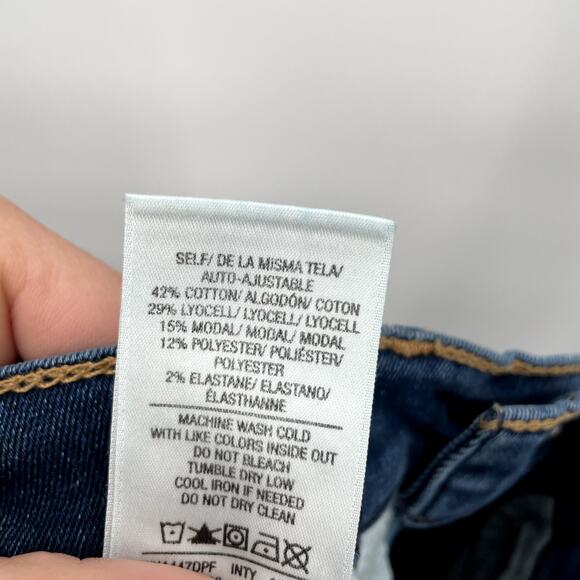 SELF/ DE LA MISMA TELA/
AUTO-AJUSTABLE
42% COTTON/ ALGODÓN/ COTON
29% LYOCELL/ LYOCELL/ LYOCELL
15% MODAL/ MODAL/ MODAL
12% POLYESTER/ POLIÉSTER/
POLYESTER
2% ELASTANE/ ELASTANO/
ÉLASTHANNE
MACHINE WASH COLD
WITH LIKE COLORS INSIDE OUT
DO NOT BLEACH
TUMBLE DRY LOW
COOL IRON IF NEEDED
DO NOT DRY CLEAN
INTY